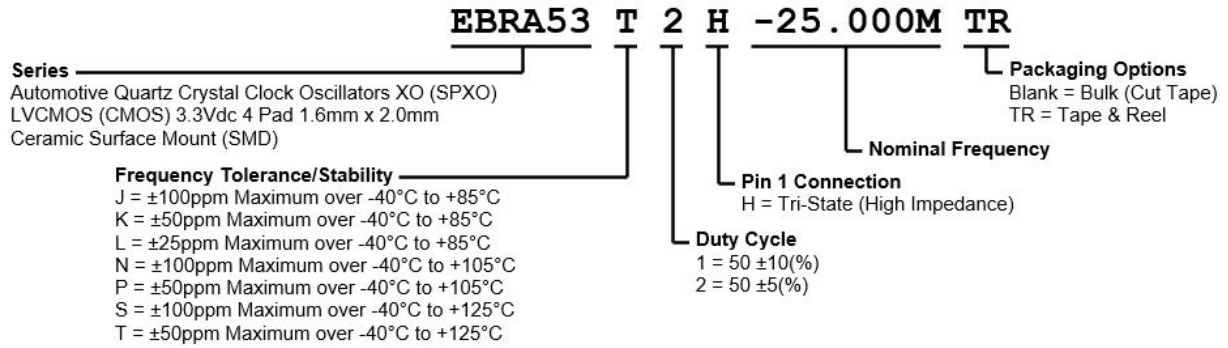 EBRA53 T 2 H -25.000M TR
Series
Automotive Quartz Crystal Clock Oscillators XO (SPXO)
LVCMOS (CMOS) 3.3Vdc 4 Pad 1.6mm x 2.0mm
Ceramic Surface Mount (SMD)
Frequency Tolerance/Stability
J = ±100ppm Maximum over -40°C to +85°C
K = ±50ppm Maximum over -40°C to +85°C
L = ±25ppm Maximum over -40°C to +85°C
N = ±100ppm Maximum over -40°C to +105°C
P = ±50ppm Maximum over -40°C to +105°C
S = ±100ppm Maximum over -40°C to +125°C
T = ±50ppm Maximum over -40°C to +125°C
Duty Cycle
1 = 50 ±10(%)
2 = 50 ±5(%)
Pin 1 Connection
H = Tri-State (High Impedance)
Nominal Frequency
Packaging Options
Blank = Bulk (Cut Tape)
TR = Tape & Reel